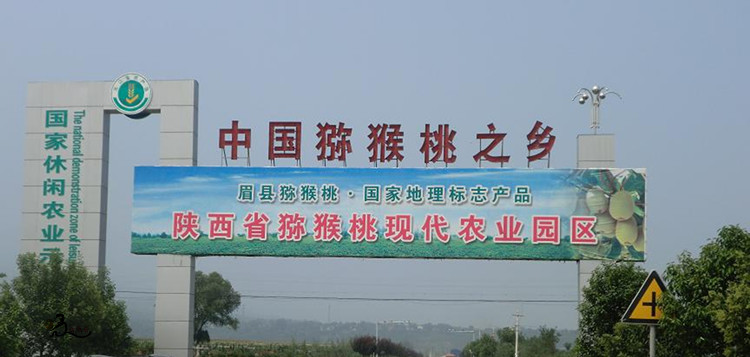 中国猕猴桃之乡
眉县猕猴桃·国家地理标志产品
陕西省猕猴桃现代农业园区
国家休闲农业示
The national demonstration zone of leisu